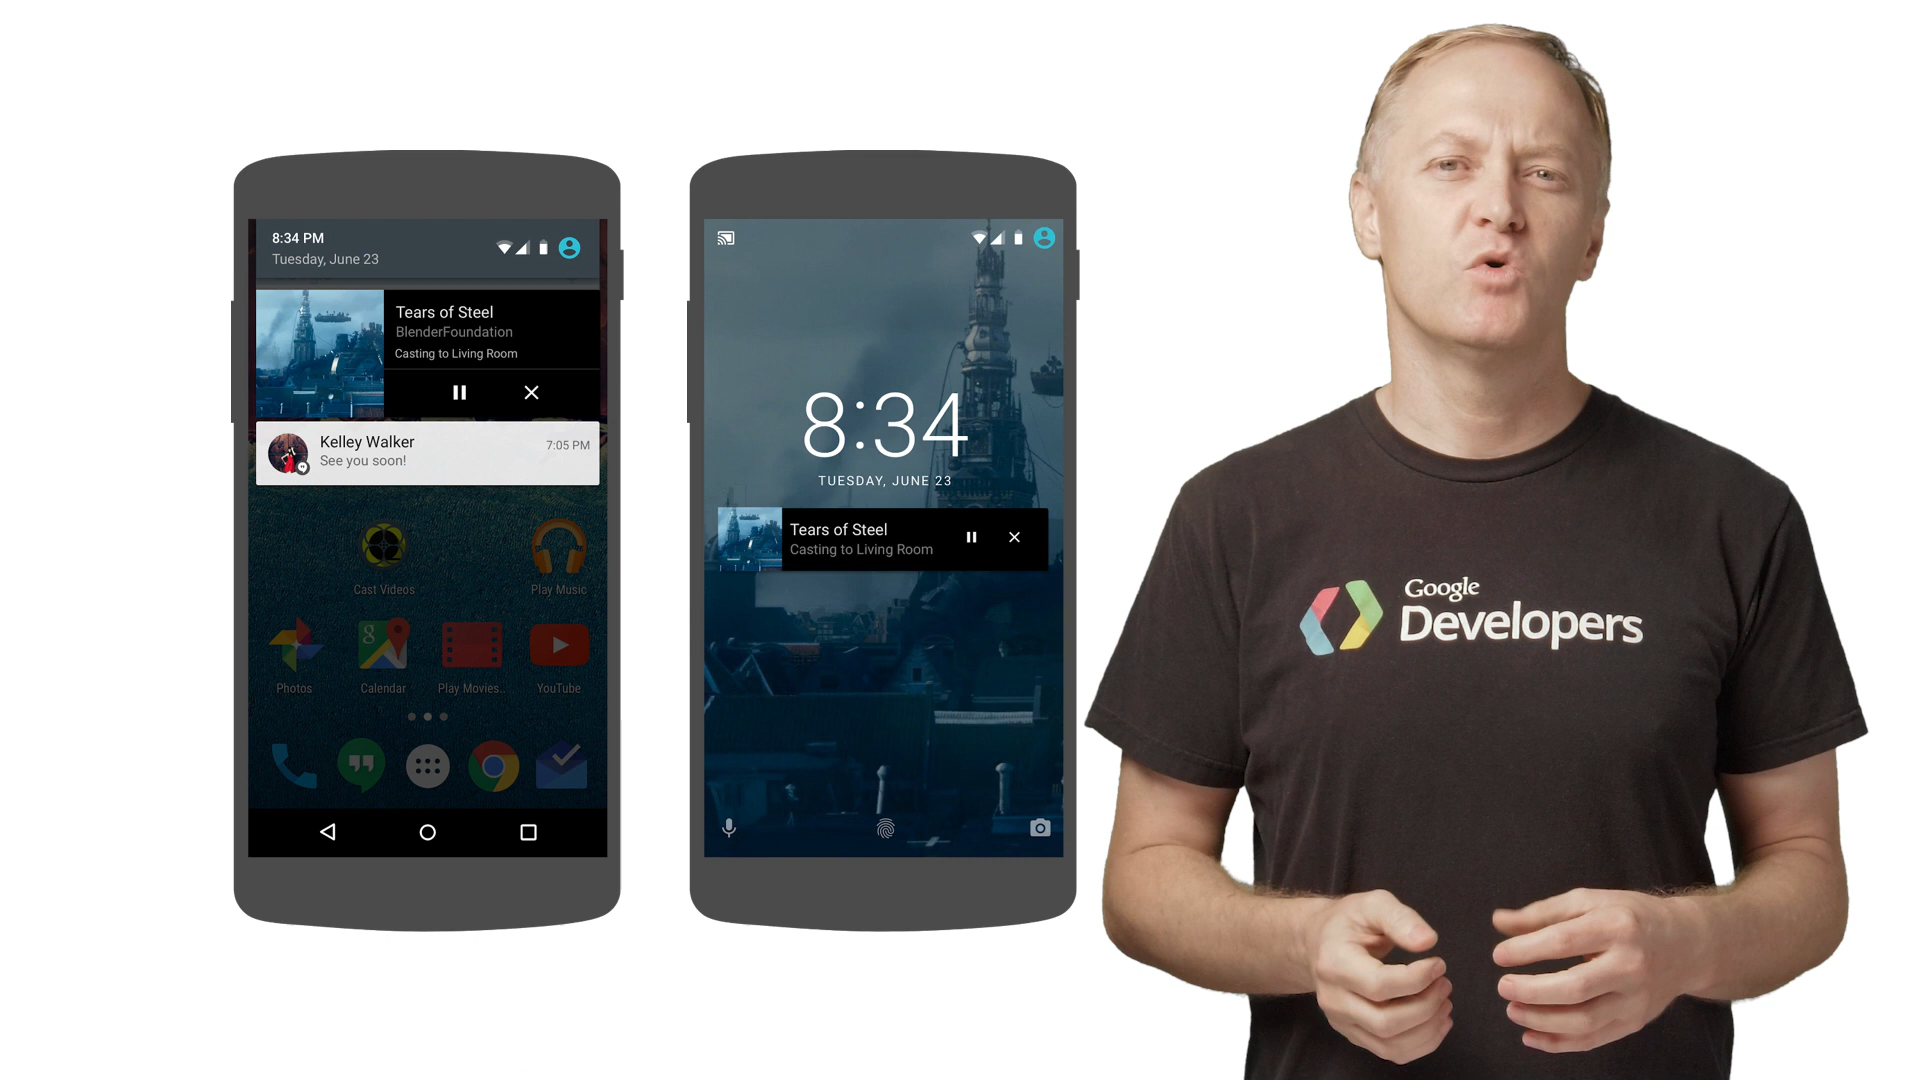 8:34 PM
Tuesday, June 23
Tears of Steel
BlenderFoundation
Casting to Living Room
Kelley Walker
7:05 PM
See you soon!
Cast Videos
Play Music
Photos
Calendar
Play Movies..
YouTube
8:34
TUESDAY, JUNE 23
Tears of Steel
Casting to Living Room
Google
Developers